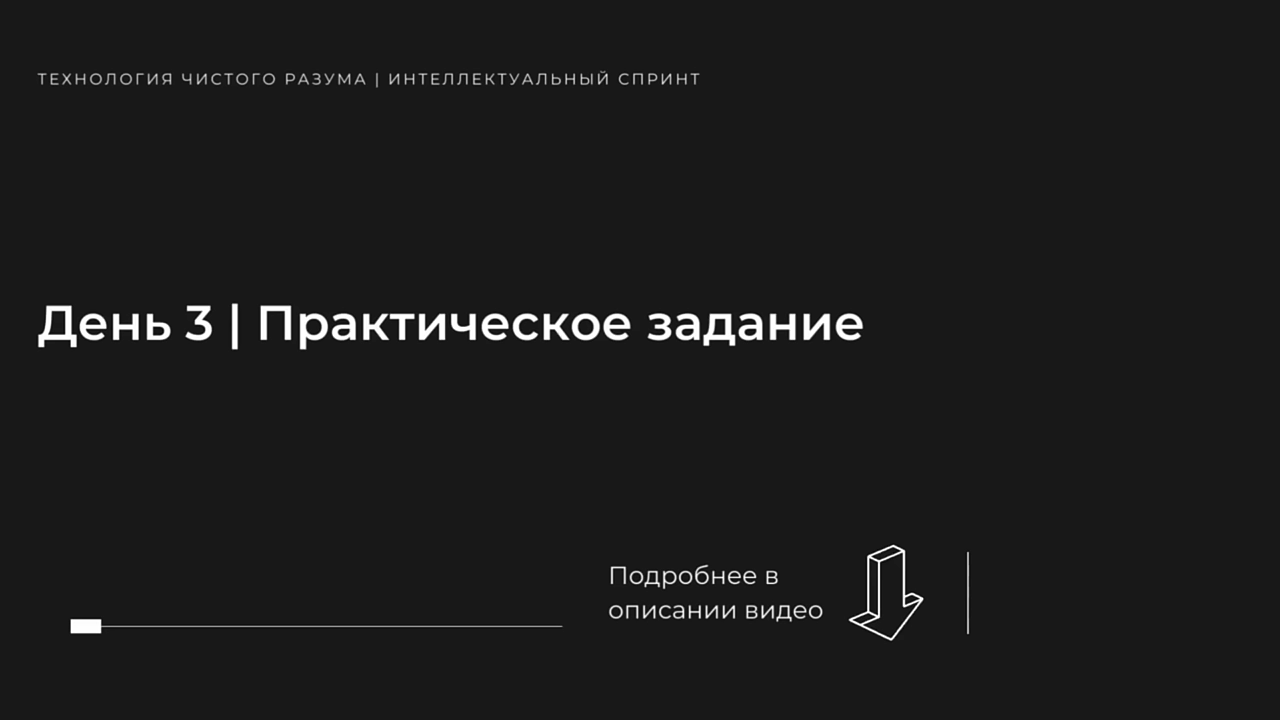 ТЕХНОЛОГИЯ ЧИСТОГО РАЗУМА | ИНТЕЛЛЕКТУАЛЬНЫЙ СПРИНТ
День 3 | Практическое задание
Подробнее в
описании видео